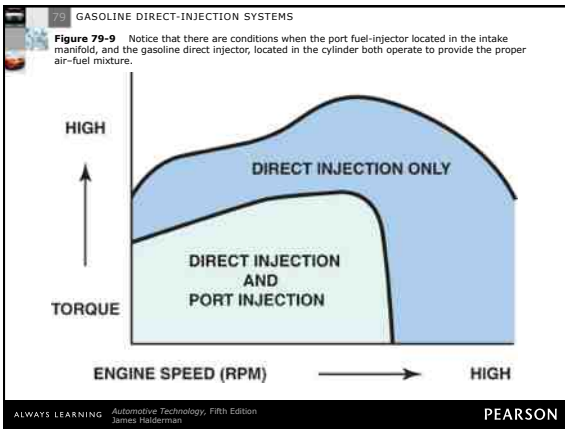 79 GASOLINE DIRECT-INJECTION SYSTEMS
Figure 79-9 Notice that there are conditions when the port fuel-injector located in the intake
manifold, and the gasoline direct injector, located in the cylinder both operate to provide the proper
air–fuel mixture.
HIGH
DIRECT INJECTION ONLY
DIRECT INJECTION
AND
PORT INJECTION
TORQUE
ENGINE SPEED (RPM) HIGH
ALWAYS LEARNING Automotive Technology, Fifth Edition
James Halderman
PEARSON